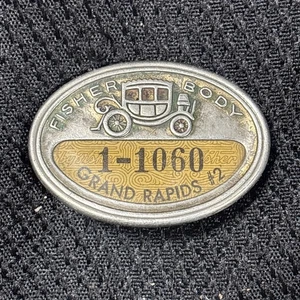 FISHER BODY
1-1060
GRAND RAPIDS #2